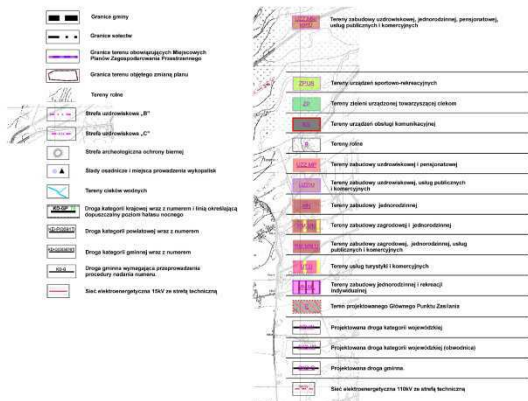 Granice gminy
Granice sołectw
Granica terenu obowiązujących Miejscowych
Planów Zagospodarowania Przestrzennego
Granica terenu objętego zmianą planu
Tereny rolne
Strefa uzdrowiskowa „B"
Strefa uzdrowiskowa „C"
Strefa archeologiczna ochrony biernej
Ślady osadnicze i miejsca prowadzenia wykopalisk
Tereny cieków wodnych
Droga kategorii krajowej wraz z numerem i linią określającą
dopuszczalny poziom hałasu nocnego
Droga kategorii powiatowej wraz z numerem
Droga kategorii gminnej wraz z numerem
Droga gminna wymagająca przeprowadzenia
procedury nadania numeru
Sieć elektroenergetyczna 15kV ze strefą techniczną
Tereny zabudowy uzdrowiskowej, jednorodzinnej, pensjonatowej,
usług publicznych i komercyjnych
Tereny urządzeń sportowo-rekreacyjnych
Tereny zieleni urządzonej towarzyszącej ciekom
Tereny urządzeń obsługi komunikacyjnej
R
Tereny rolne
Tereny zabudowy uzdrowiskowej i pensjonatowej
Tereny zabudowy uzdrowiskowej, usług publicznych
i komercyjnych
Tereny zabudowy jednorodzinnej
Tereny zabudowy zagrodowej i jednorodzinnej
Tereny zabudowy zagrodowej, jednorodzinnej, usług
publicznych i komercyjnych
Tereny usług turystyki i komercyjnych
Tereny zabudowy jednorodzinnej i rekreacji
indywidualnej
Teren projektowanego Głównego Punktu Zasilania
Projektowana droga kategorii wojewódzkiej
Projektowana droga kategorii wojewódzkiej (obwodnica)
Projektowana droga gminna
Sieć elektroenergetyczna 110kV ze strefą techniczną